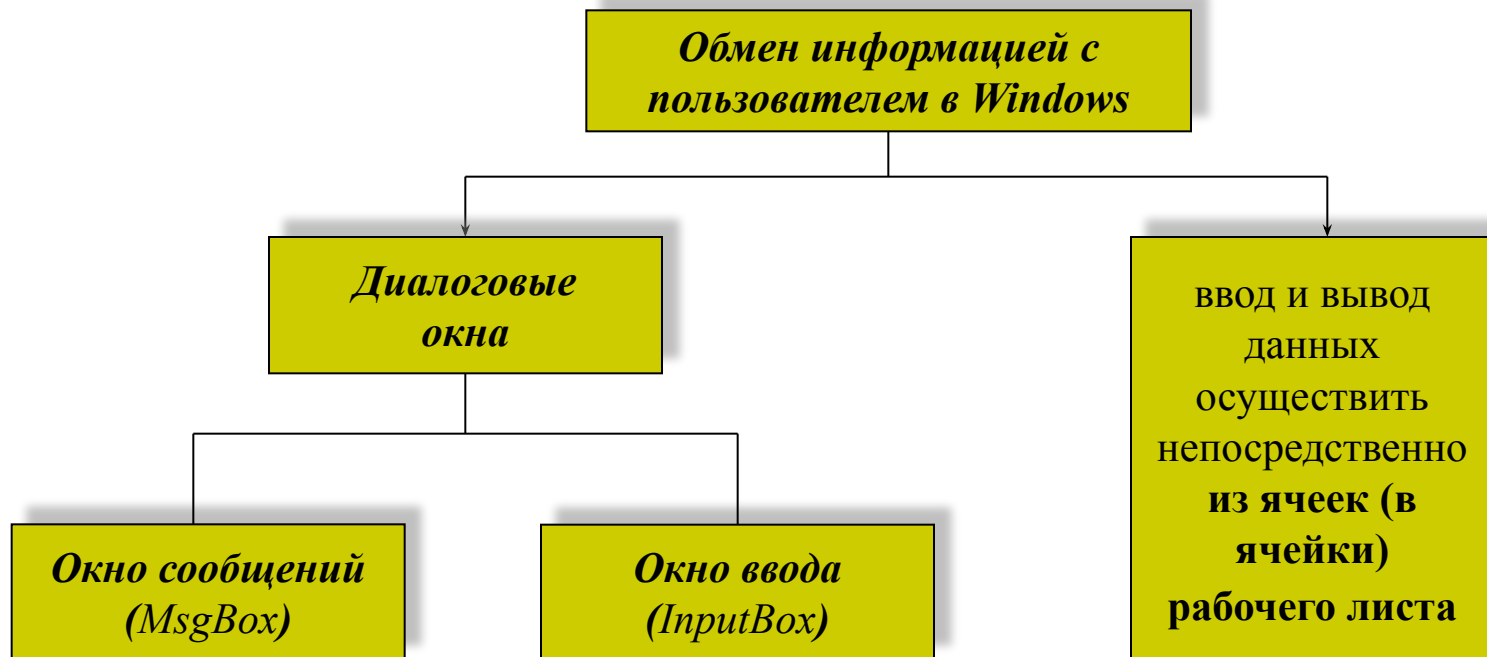 Обмен информацией с
пользователем в Windows
Диалоговые
окна
ввод и вывод
данных
осуществить
непосредственно
из ячеек (в
ячейки)
рабочего листа
Окно сообщений
(MsgBox)
Окно ввода
(InputBox)